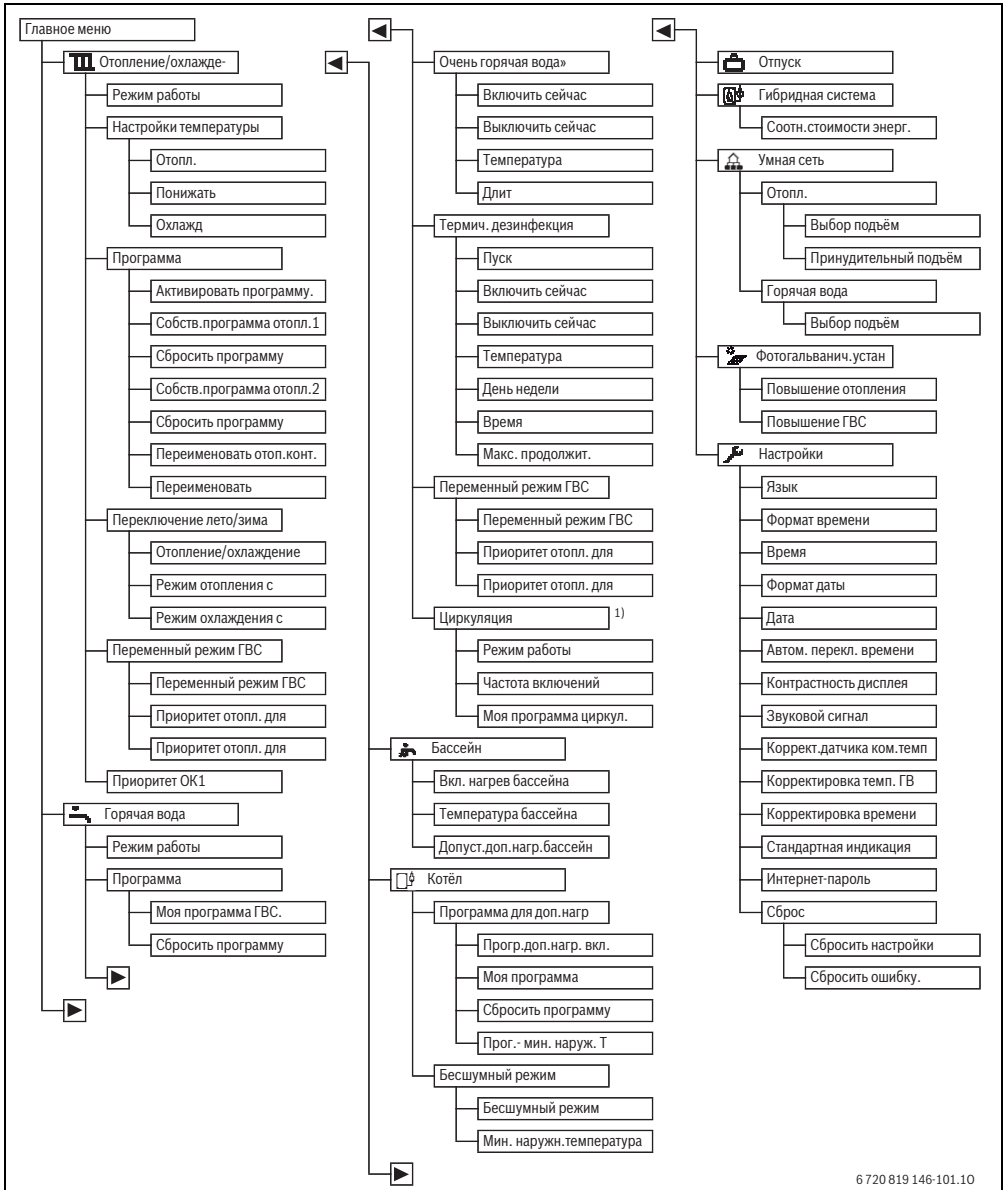 Главное меню
Отопление/охлажде-
Режим работы
Настройки температуры
Отопл.
Понижать
Охлажд
Программа
Активировать программу.
Собств.программа отопл.1
Сбросить программу
Собств.программа отопл.2
Сбросить программу
Переименовать отоп.конт.
Переименовать
Переключение лето/зима
Отопление/охлаждение
Режим отопления с
Режим охлаждения с
Переменный режим ГВС
Переменный режим ГВС
Приоритет отопл. для
Приоритет отопл. для
Приоритет ОК1
Горячая вода
Режим работы
Программа
Моя программа ГВС.
Сбросить программу
Очень горячая вода»
Включить сейчас
Выключить сейчас
Температура
Длит
Термич. дезинфекция
Пуск
Включить сейчас
Выключить сейчас
Температура
День недели
Время
Макс. продолжит.
Переменный режим ГВС
Переменный режим ГВС
Приоритет отопл. для
Приоритет отопл. для
Циркуляция 1)
Режим работы
Частота включений
Моя программа циркул.
Бассейн
Вкл. нагрев бассейна
Температура бассейна
Допуст.доп.нагр.бассейн
Котёл
Программа для доп.нагр
Прогр.доп.нагр. вкл.
Моя программа
Сбросить программу
Прог.- мин. наруж. Т
Бесшумный режим
Бесшумный режим
Мин. наружн.температура
Отпуск
Гибридная система
Соотн.стоимости энерг.
Умная сеть
Отопл.
Выбор подъём
Принудительный подъём
Горячая вода
Выбор подъём
Фотогальванич.устан
Повышение отопления
Повышение ГВС
Настройки
Язык
Формат времени
Время
Формат даты
Дата
Автом. перекл. времени
Контрастность дисплея
Звуковой сигнал
Коррект.датчика ком.темп
Корректировка темп. ГВ
Корректировка времени
Стандартная индикация
Интернет-пароль
Сброс
Сбросить настройки
Сбросить ошибку.
6 720 819 146-101.1O